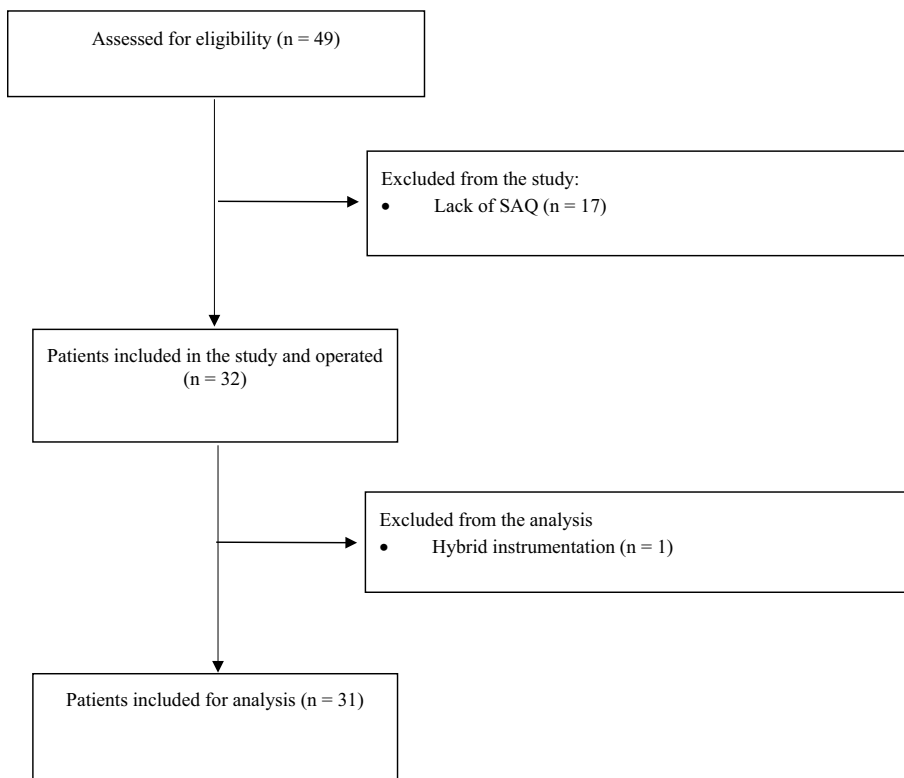 Assessed for eligibility (n = 49)
Excluded from the study:
• Lack of SAQ (n = 17)
Patients included in the study and operated
(n = 32)
Excluded from the analysis
• Hybrid instrumentation (n = 1)
Patients included for analysis (n = 31)